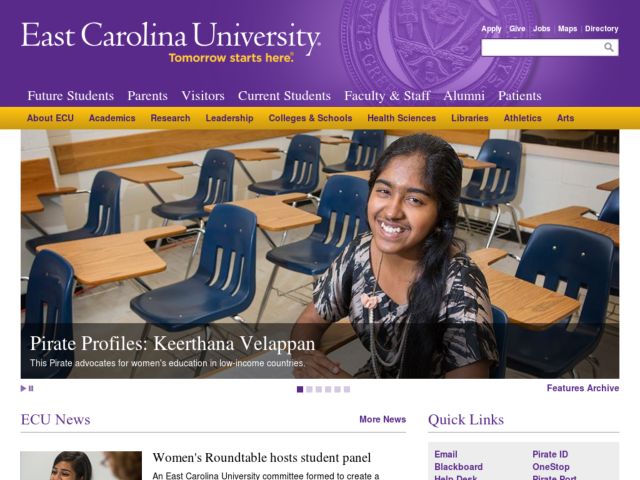 East Carolina University®
Tomorrow starts here.®
Apply Give Jobs Maps Directory
Future Students Parents Visitors Current Students Faculty & Staff Alumni Patients
About ECU Academics Research Leadership Colleges & Schools Health Sciences Libraries Athletics Arts
Pirate Profiles: Keerthana Velappan
This Pirate advocates for women's education in low-income countries.
Features Archive
ECU News
More News
Women's Roundtable hosts student panel
An East Carolina University committee formed to create a
Quick Links
Email
Blackboard
Help Desk
Pirate ID
OneStop
Pirate Port